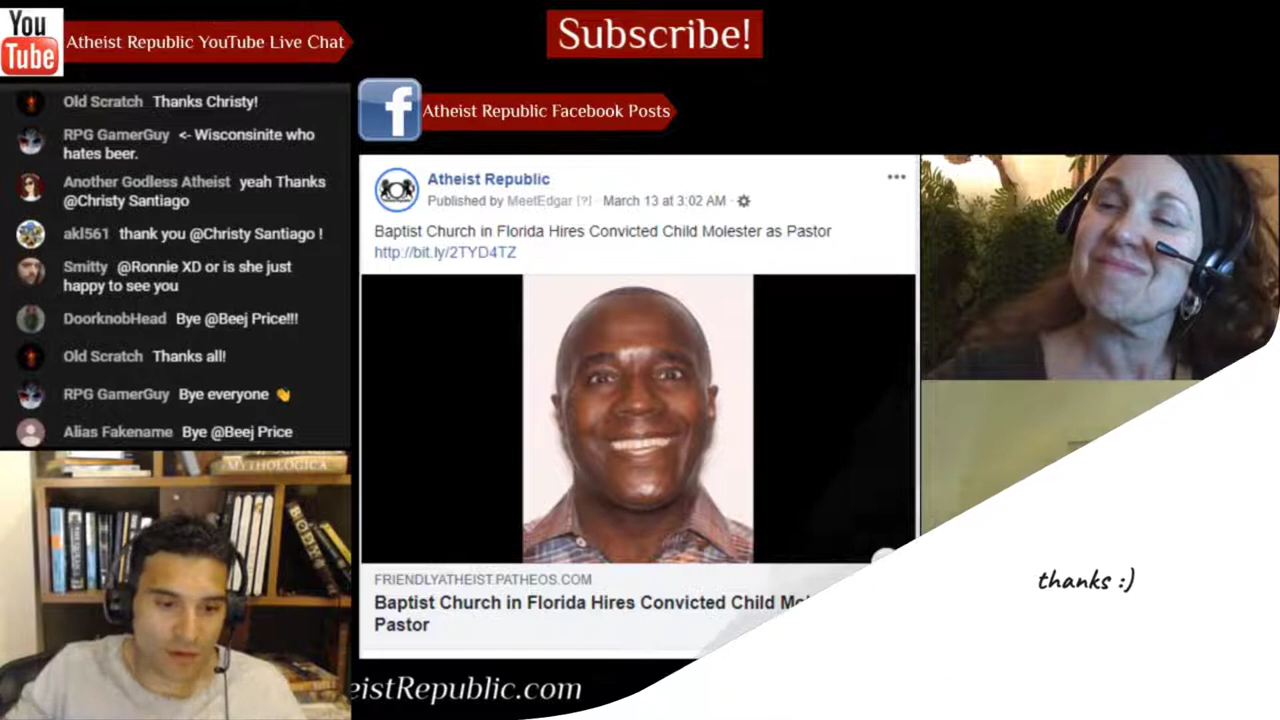 You
Tube
Atheist Republic YouTube Live Chat
Subscribe!
Old Scratch Thanks Christy!
RPG GamerGuy <- Wisconsinite who
hates beer.
Another Godless Atheist yeah Thanks
@Christy Santiago
akl561 thank you @Christy Santiago !
Smitty @Ronnie XD or is she just
happy to see you
DoorknobHead Bye @Beej Price!!!
Old Scratch Thanks all!
RPG GamerGuy Bye everyone 👋
Alias Fakename Bye @Beej Price
f
Atheist Republic Facebook Posts
Atheist Republic
Published by MeetEdgar [?] · March 13 at 3:02 AM ·
Baptist Church in Florida Hires Convicted Child Molester as Pastor
http://bit.ly/2TYD4TZ
FRIENDLYATHEIST.PATHEOS.COM
Baptist Church in Florida Hires Convicted Child
Pastor
MYTHOLOGICA
BODY
thanks :)
eistRepublic.com